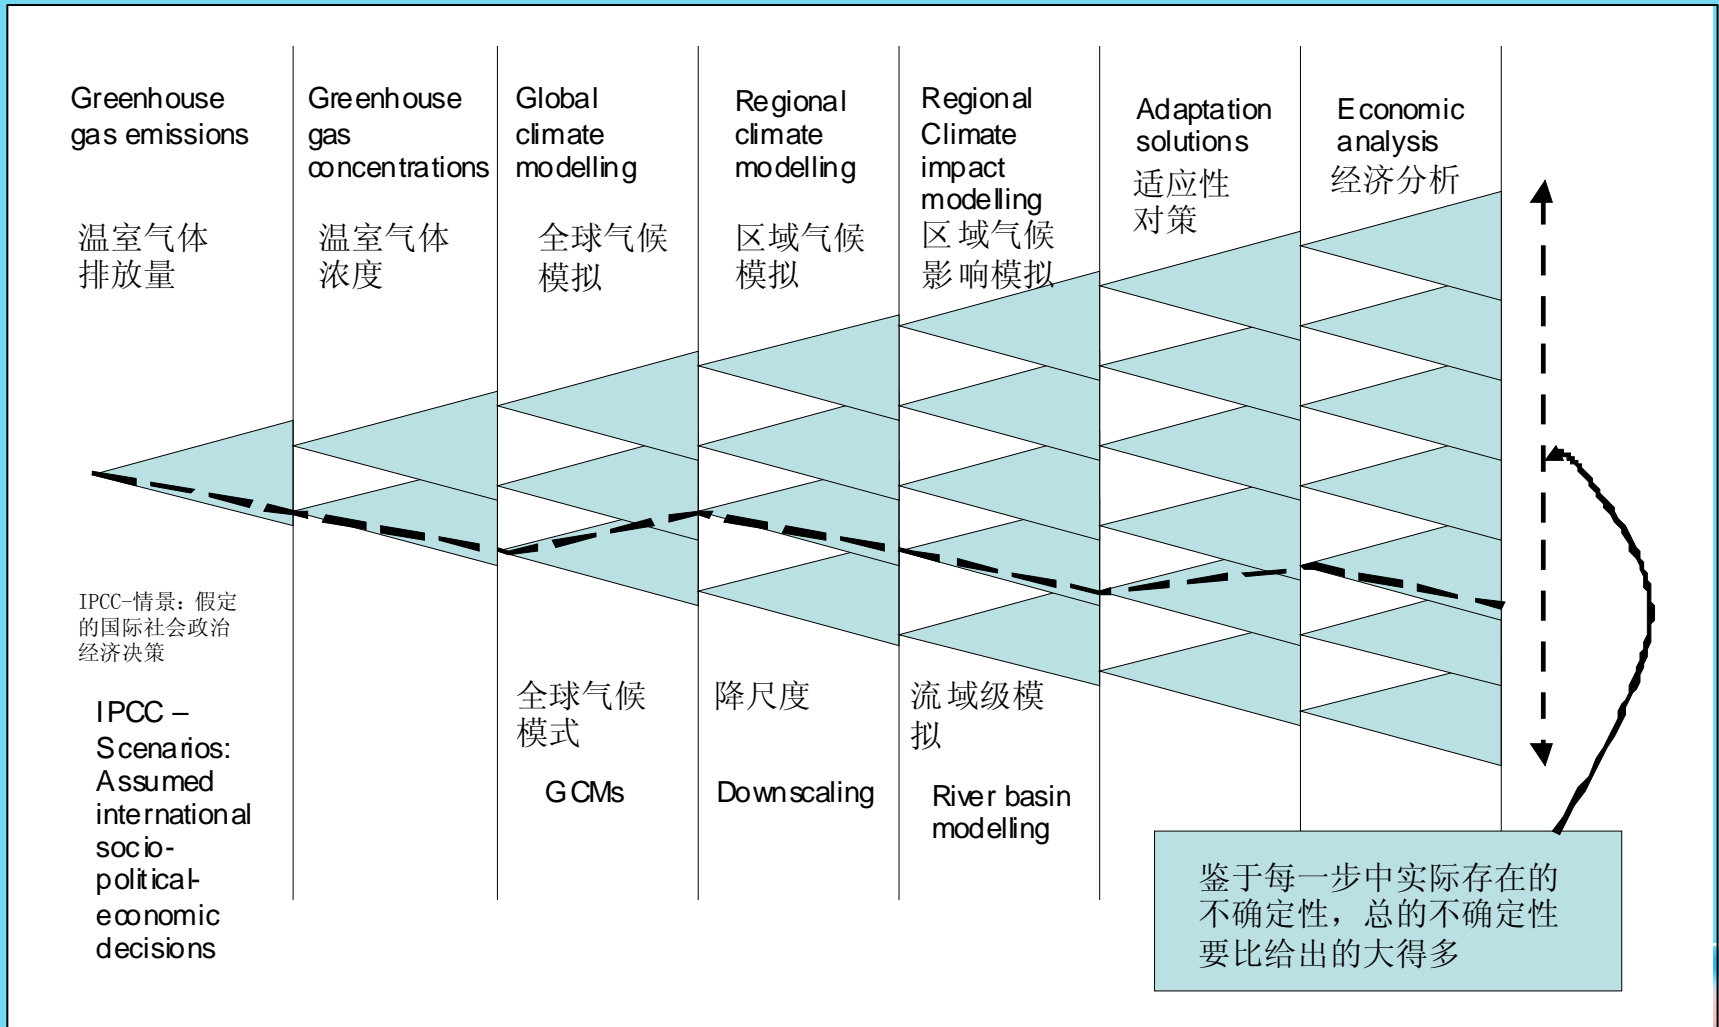 Greenhouse
gas emissions
温室气体
排放量
Greenhouse
gas
concentrations
温室气体
浓度
Global
climate
modelling
全球气候
模拟
Regional
climate
modelling
区域气候
模拟
Regional
Climate
impact
modelling
区域气候
影响模拟
Adaptation
solutions
适应性
对策
Economic
analysis
经济分析
IPCC-情景：假定
的国际社会政治
经济决策
IPCC –
Scenarios:
Assumed
international
socio-
political-
economic
decisions
全球气候
模式
GCMs
降尺度
Downscaling
流域级模
拟
River basin
modelling
鉴于每一步中实际存在的
不确定性，总的不确定性
要比给出的大得多